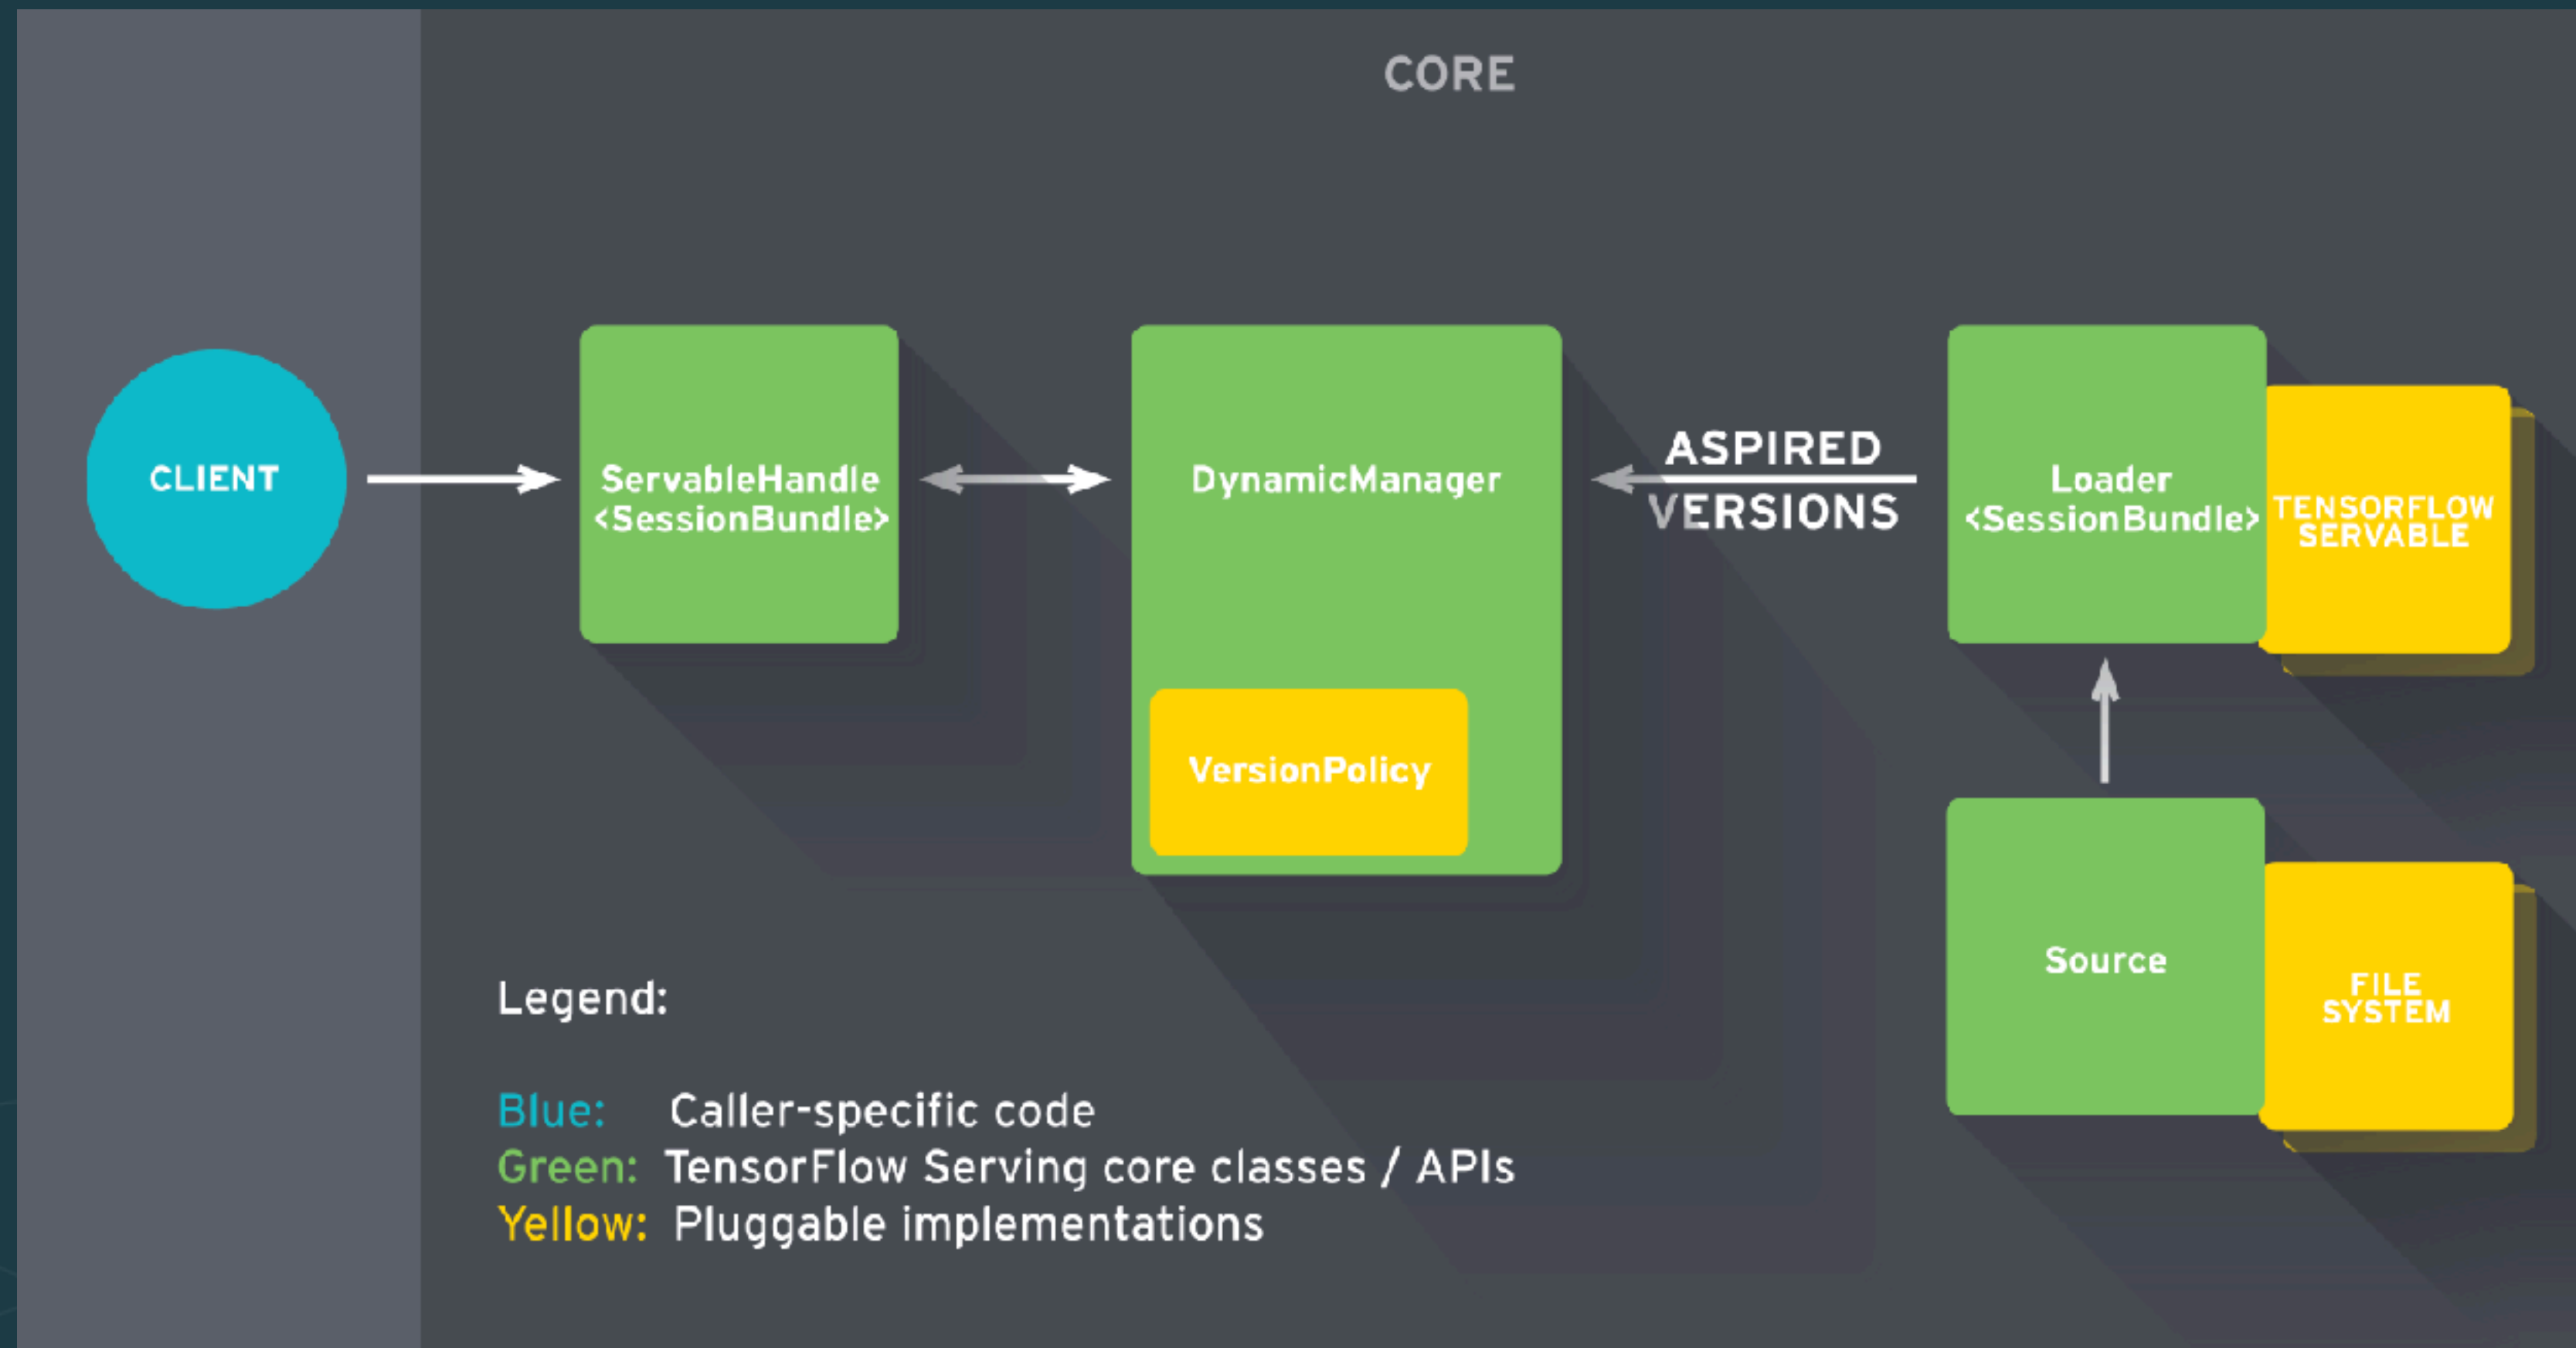 CORE
CLIENT
ServableHandle
<SessionBundle>
DynamicManager
VersionPolicy
ASPIRED
VERSIONS
Loader
<SessionBundle>
TENSORFLOW
SERVABLE
Source
FILE
SYSTEM
Legend:
Blue: Caller-specific code
Green: TensorFlow Serving core classes / APIs
Yellow: Pluggable implementations